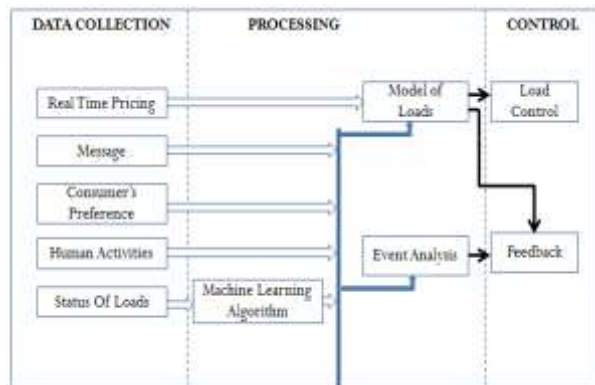 DATA COLLECTION
PROCESSING
CONTROL
Real Time Pricing
Model of
Loads
Load
Control
Message
Consumer's
Preference
Human Activities
Event Analysis
Feedback
Status Of Loads
Machine Learning
Algorithm